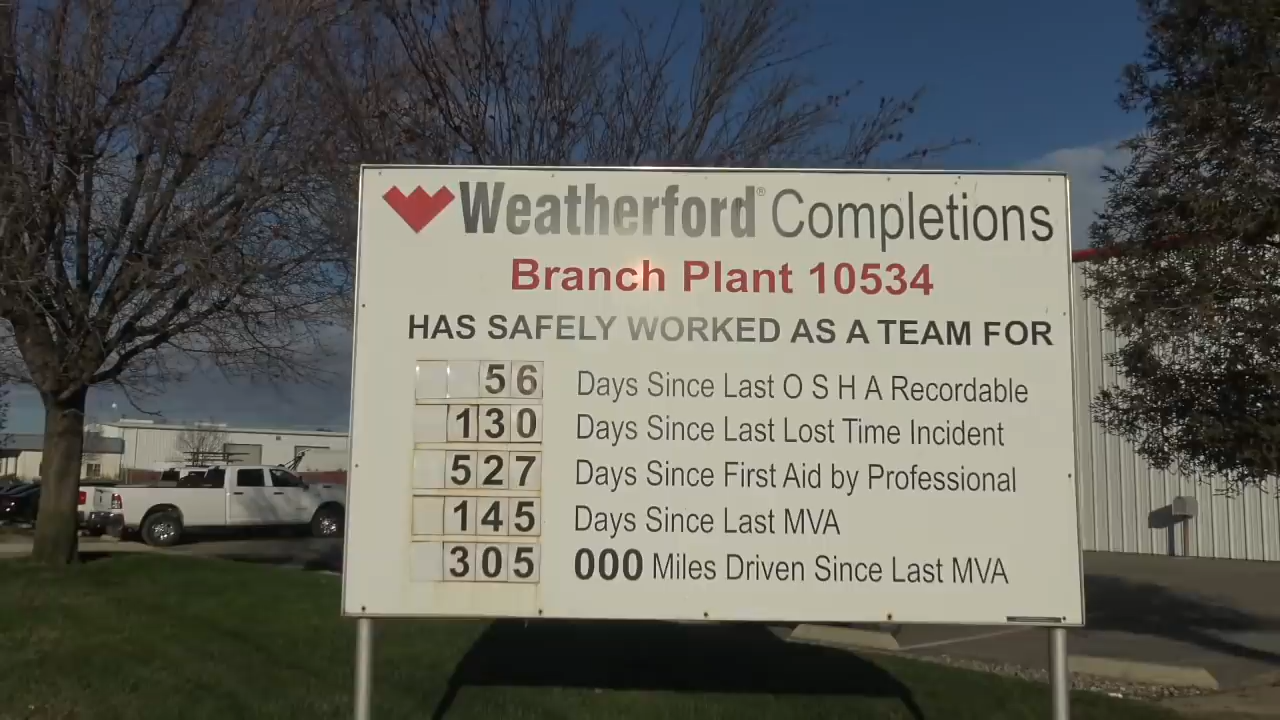 Weatherford® Completions
Branch Plant 10534
HAS SAFELY WORKED AS A TEAM FOR
56 Days Since Last O S H A Recordable
130 Days Since Last Lost Time Incident
527 Days Since First Aid by Professional
145 Days Since Last MVA
305 000 Miles Driven Since Last MVA